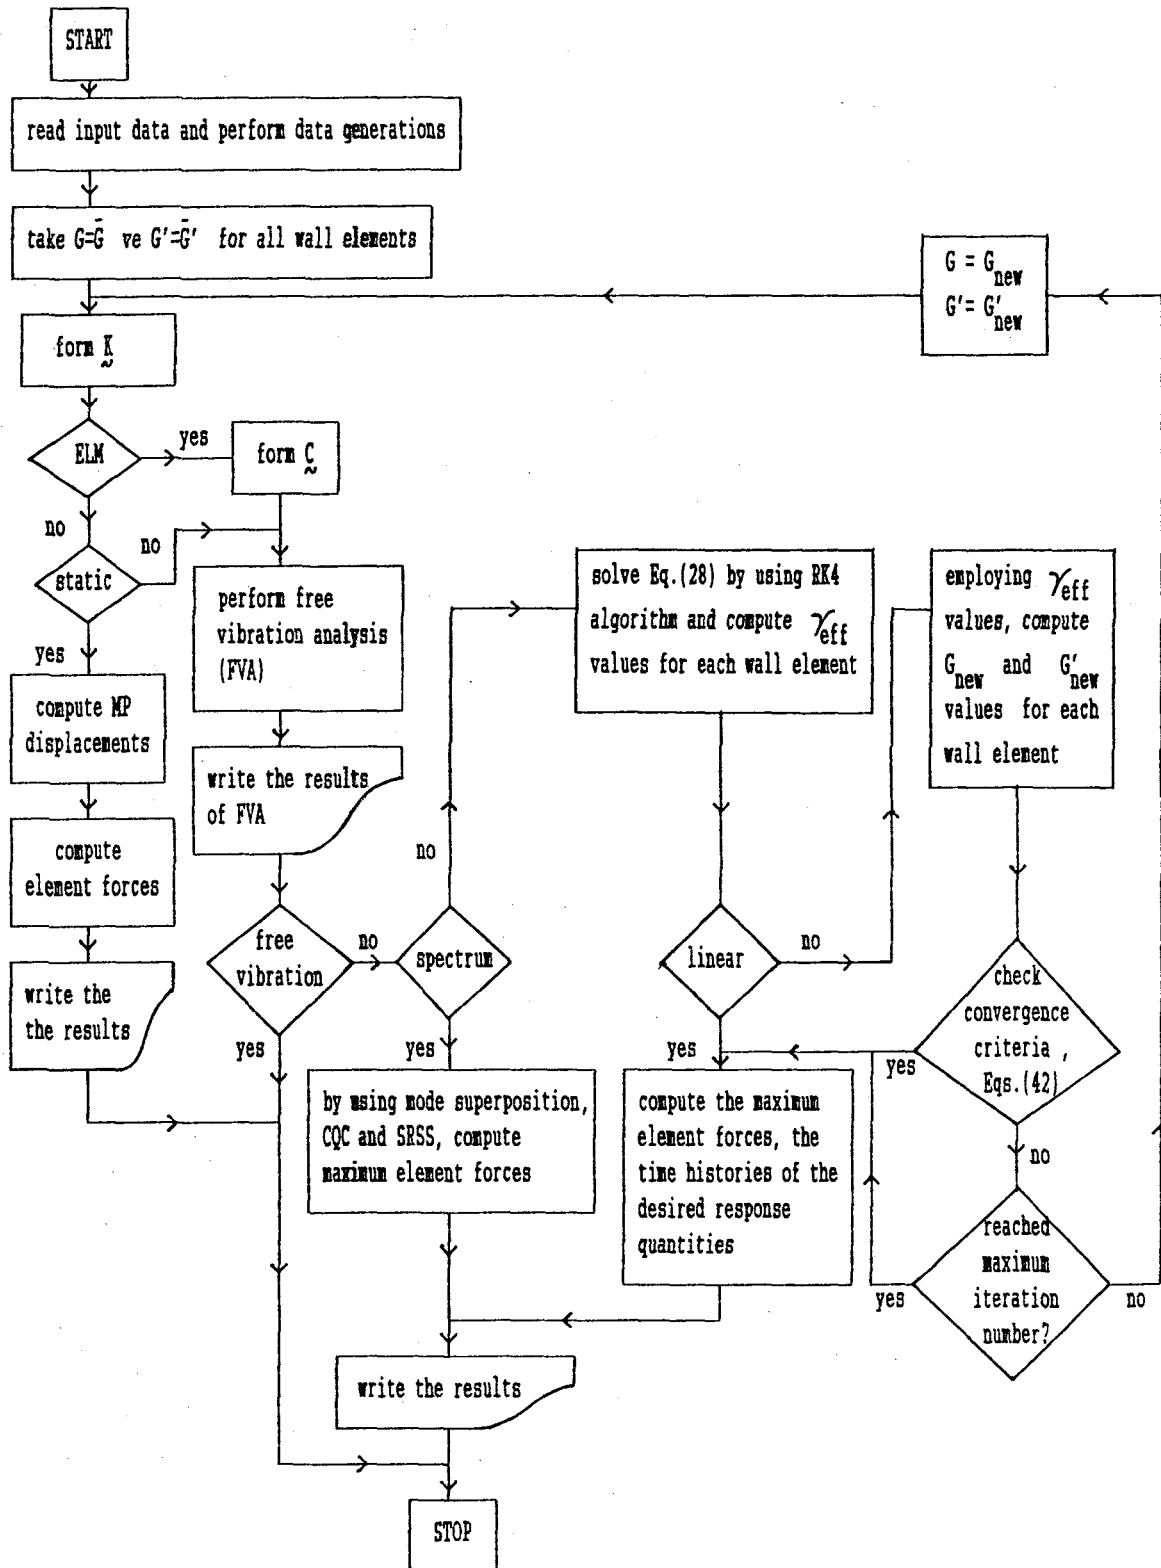 START
read input data and perform data generations
take G=Ḡ ve G'=Ḡ' for all wall elements
G = Gnew
G'= G'new
form K
~
ELM
yes
form C
~
no
no
static
yes
perform free
vibration analysis
(FVA)
compute MP
displacements
write the results
of FVA
compute
element forces
write the
the results
free
vibration
no
yes
spectrum
no
yes
solve Eq.(28) by using RK4
algorithm and compute γeff
values for each wall element
employing γeff
values, compute
Gnew and G'new
values for each
wall element
linear
no
yes
check
convergence
criteria ,
Eqs.(42)
yes
no
by using mode superposition,
CQC and SRSS, compute
maximum element forces
compute the maximum
element forces, the
time histories of the
desired response
quantities
reached
maximum
iteration
number?
yes
no
write the results
STOP